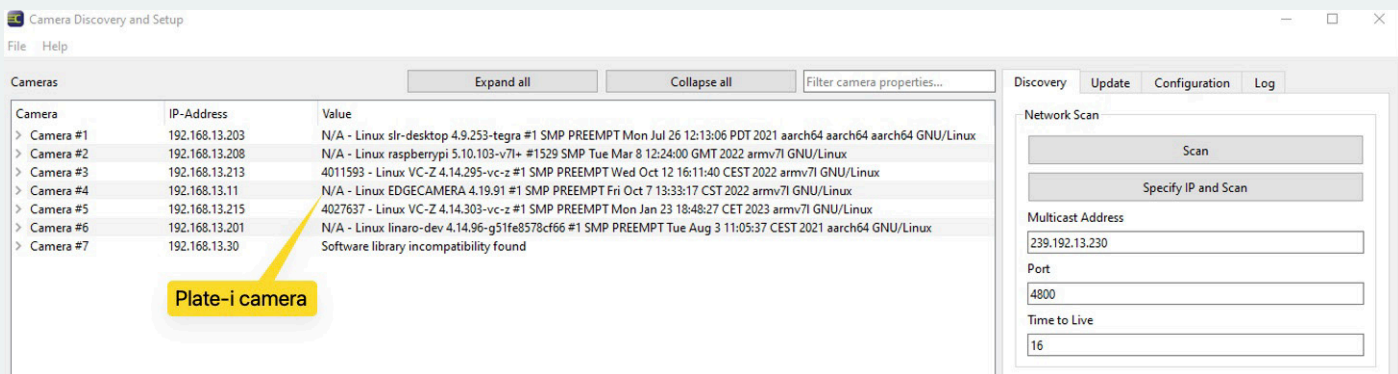 Camera Discovery and Setup
File Help
Cameras Expand all Collapse all Filter camera properties...
Camera IP-Address Value
Camera #1 192.168.13.203 N/A - Linux slr-desktop 4.9.253-tegra #1 SMP PREEMPT Mon Jul 26 12:13:06 PDT 2021 aarch64 aarch64 aarch64 GNU/Linux
Camera #2 192.168.13.208 N/A - Linux raspberrypi 5.10.103-v7l+ #1529 SMP Tue Mar 8 12:24:00 GMT 2022 armv7l GNU/Linux
Camera #3 192.168.13.213 4011593 - Linux VC-Z 4.14.295-vc-z #1 SMP PREEMPT Wed Oct 12 16:11:40 CEST 2022 armv7l GNU/Linux
Camera #4 192.168.13.11 N/A - Linux EDGECAMERA 4.19.91 #1 SMP PREEMPT Fri Oct 7 13:33:17 CST 2022 armv7l GNU/Linux
Camera #5 192.168.13.215 4027637 - Linux VC-Z 4.14.303-vc-z #1 SMP PREEMPT Mon Jan 23 18:48:27 CET 2023 armv7l GNU/Linux
Camera #6 192.168.13.201 N/A - Linux linaro-dev 4.14.96-g51fe8578cf66 #1 SMP PREEMPT Tue Aug 3 11:05:37 CEST 2021 aarch64 GNU/Linux
Camera #7 192.168.13.30 Software library incompatibility found
Plate-i camera
Discovery Update Configuration Log
Network Scan
Scan
Specify IP and Scan
Multicast Address
239.192.13.230
Port
4800
Time to Live
16